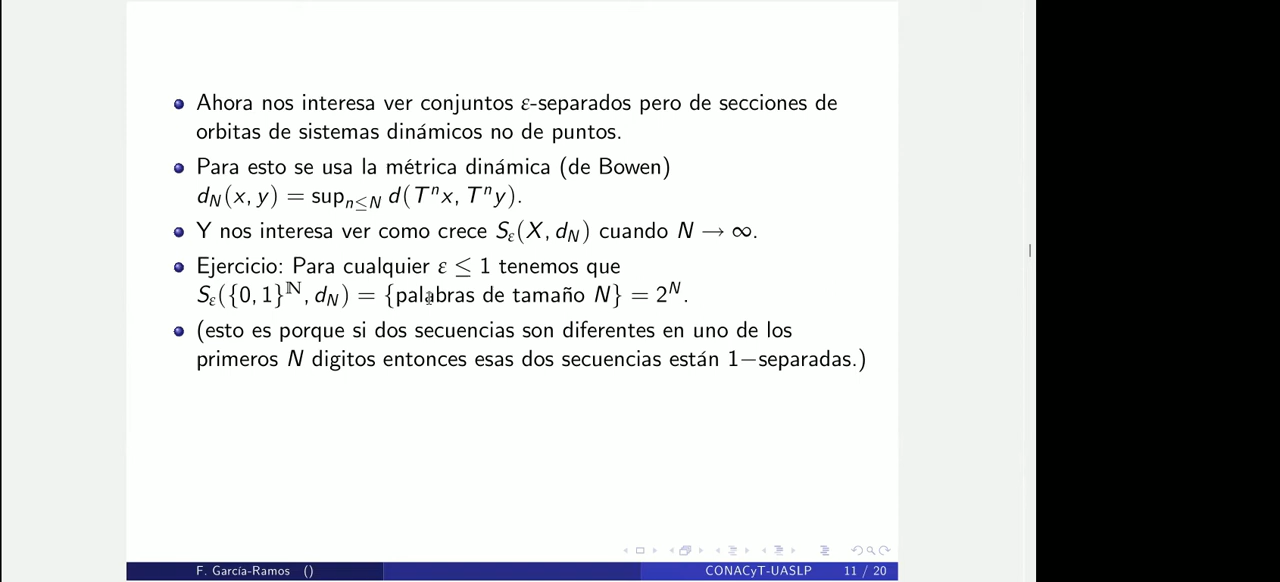 Ahora nos interesa ver conjuntos ε-separados pero de secciones de
orbitas de sistemas dinámicos no de puntos.
Para esto se usa la métrica dinámica (de Bowen)
d_N(x, y) = sup_{n≤N} d(T^n x, T^n y).
Y nos interesa ver como crece S_ε(X, d_N) cuando N → ∞.
Ejercicio: Para cualquier ε ≤ 1 tenemos que
S_ε({0, 1}^ℕ, d_N) = {palabras de tamaño N} = 2^N.
(esto es porque si dos secuencias son diferentes en uno de los
primeros N digitos entonces esas dos secuencias están 1−separadas.)
F. García-Ramos () CONACyT-UASLP 11 / 20